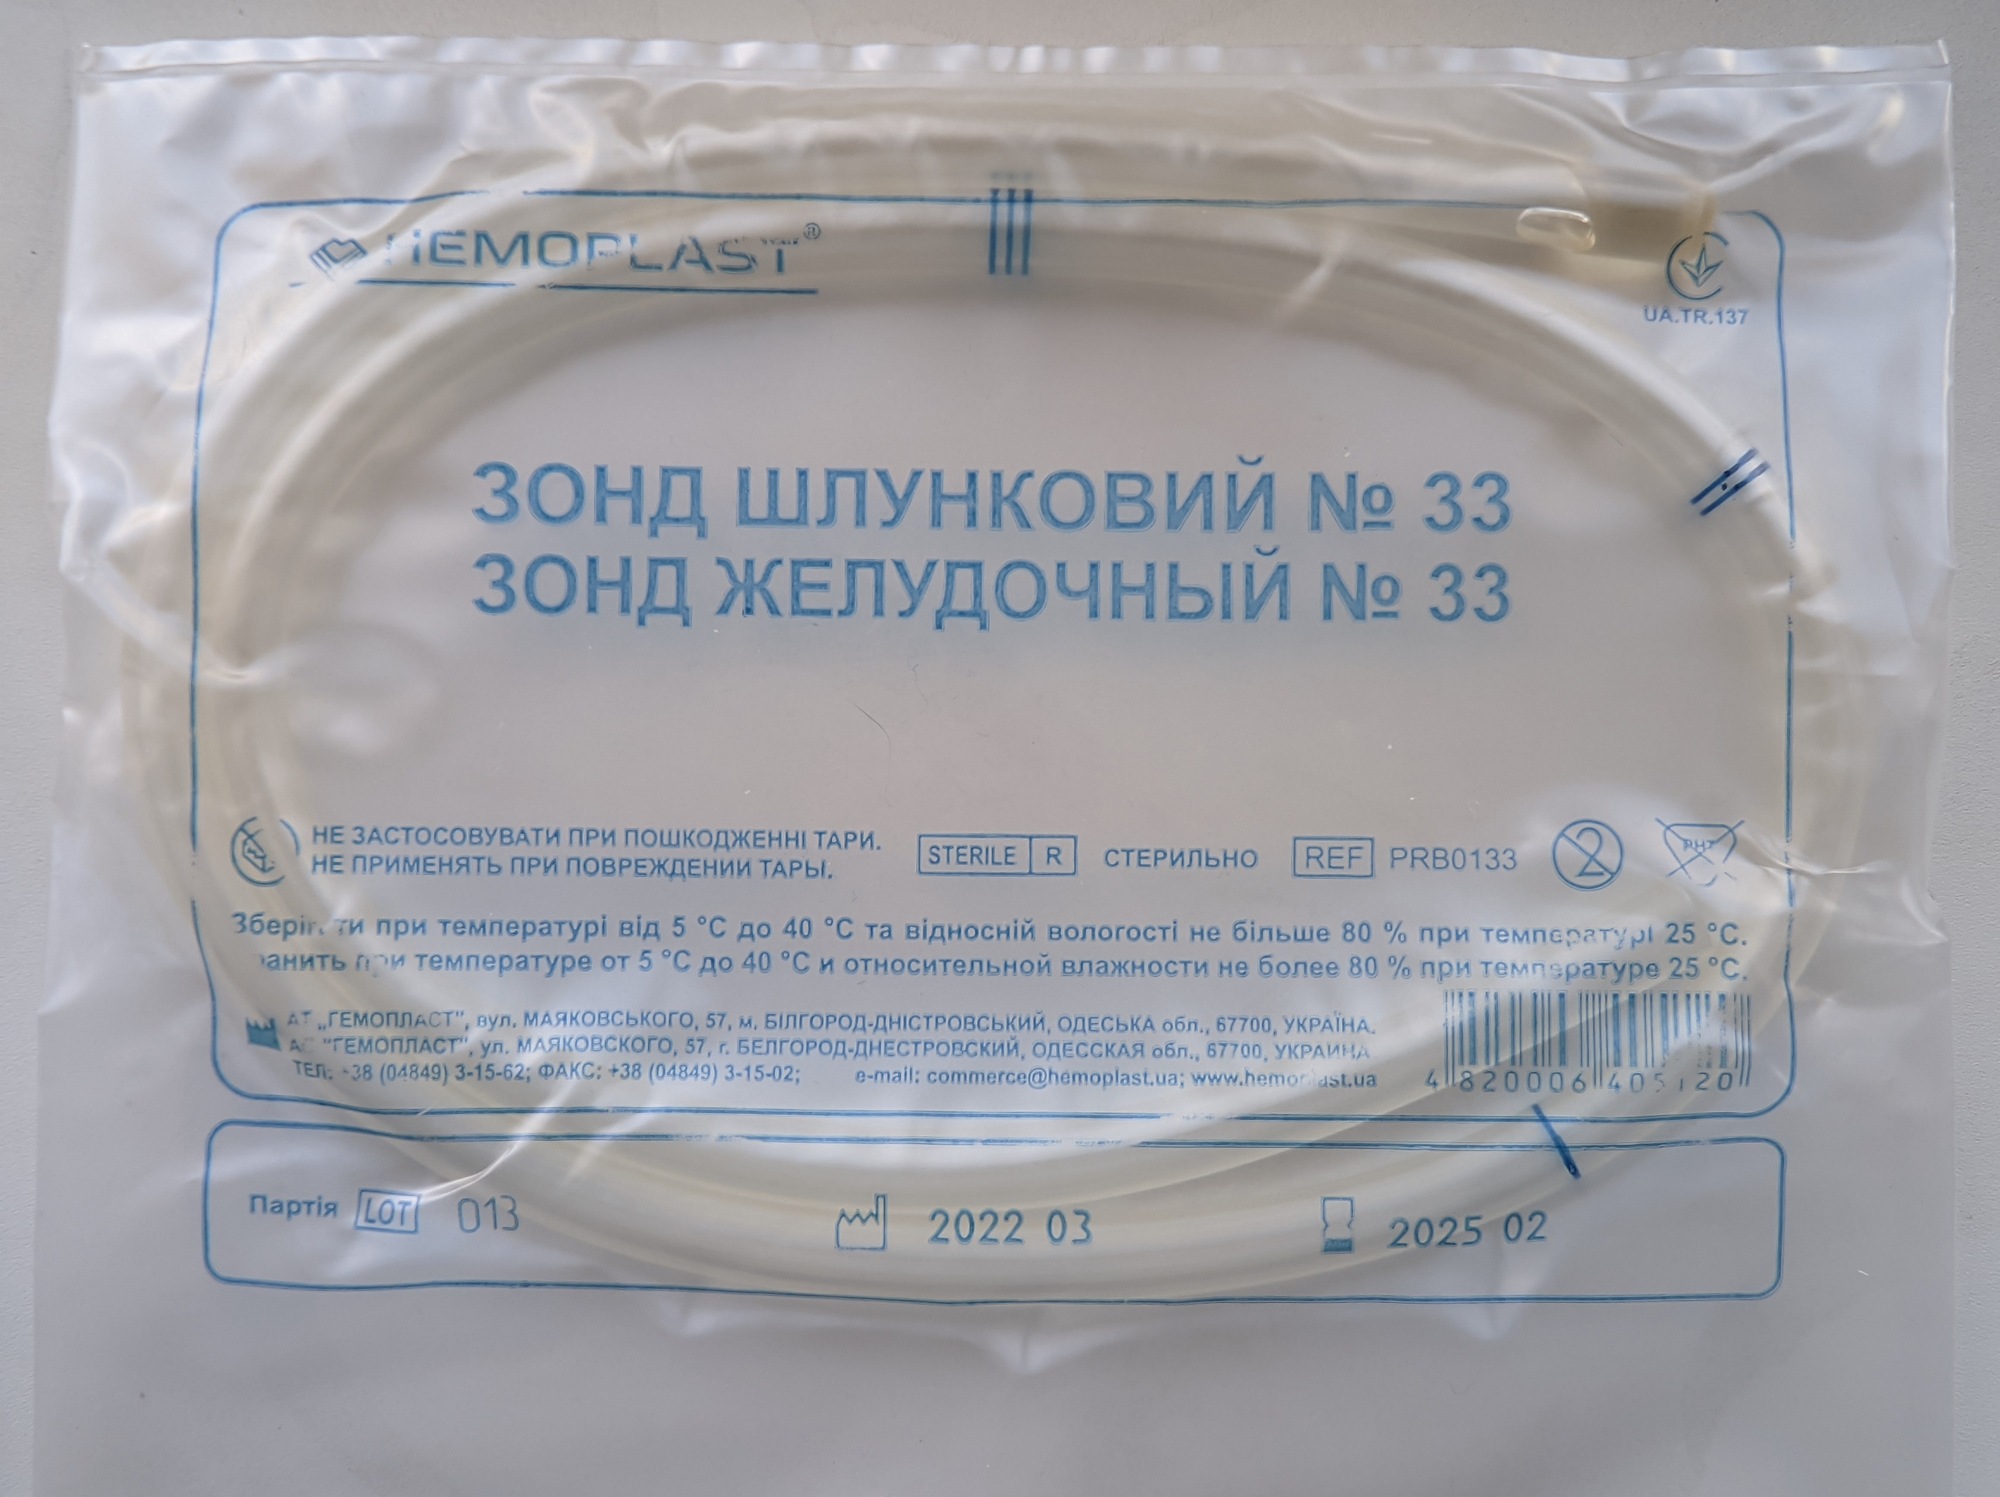 HEMOPLAST®
UA.TR.137
ЗОНД ШЛУНКОВИЙ № 33
ЗОНД ЖЕЛУДОЧНЫЙ № 33
НЕ ЗАСТОСОВУВАТИ ПРИ ПОШКОДЖЕННІ ТАРИ.
НЕ ПРИМЕНЯТЬ ПРИ ПОВРЕЖДЕНИИ ТАРЫ.
STERILE R СТЕРИЛЬНО REF PRB0133 2
при температурі від 5 °C до 40 °C та відносній вологості не більше 80 % при температурі 25 °C.
при температуре от 5 °C до 40 °C и относительной влажности не более 80 % при температуре 25 °C.
АТ „ГЕМОПЛАСТ", вул. МАЯКОВСЬКОГО, 57, м. БІЛГОРОД-ДНІСТРОВСЬКИЙ, ОДЕСЬКА обл., 67700, УКРАЇНА.
"ГЕМОПЛАСТ", ул. МАЯКОВСКОГО, 57, г. БЕЛГОРОД-ДНЕСТРОВСКИЙ, ОДЕССКАЯ обл., 67700, УКРАИНА
ТЕЛ: +38 (04849) 3-15-62; ФАКС: +38 (04849) 3-15-02; e-mail: commerce@hemoplast.ua; www.hemoplast.ua
Партія LOT 013 2022 03 2025 02